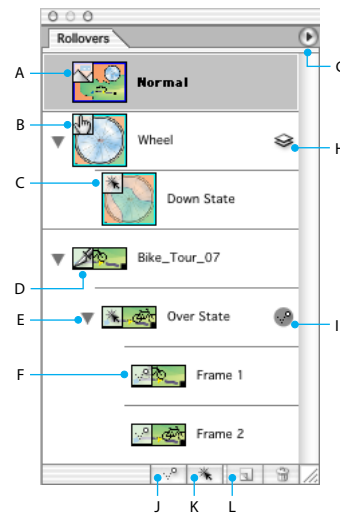 Rollovers
A
G
Normal
B
Wheel
H
C
Down State
Bike_Tour_07
D
E
Over State
I
F
Frame 1
Frame 2
J
K
L